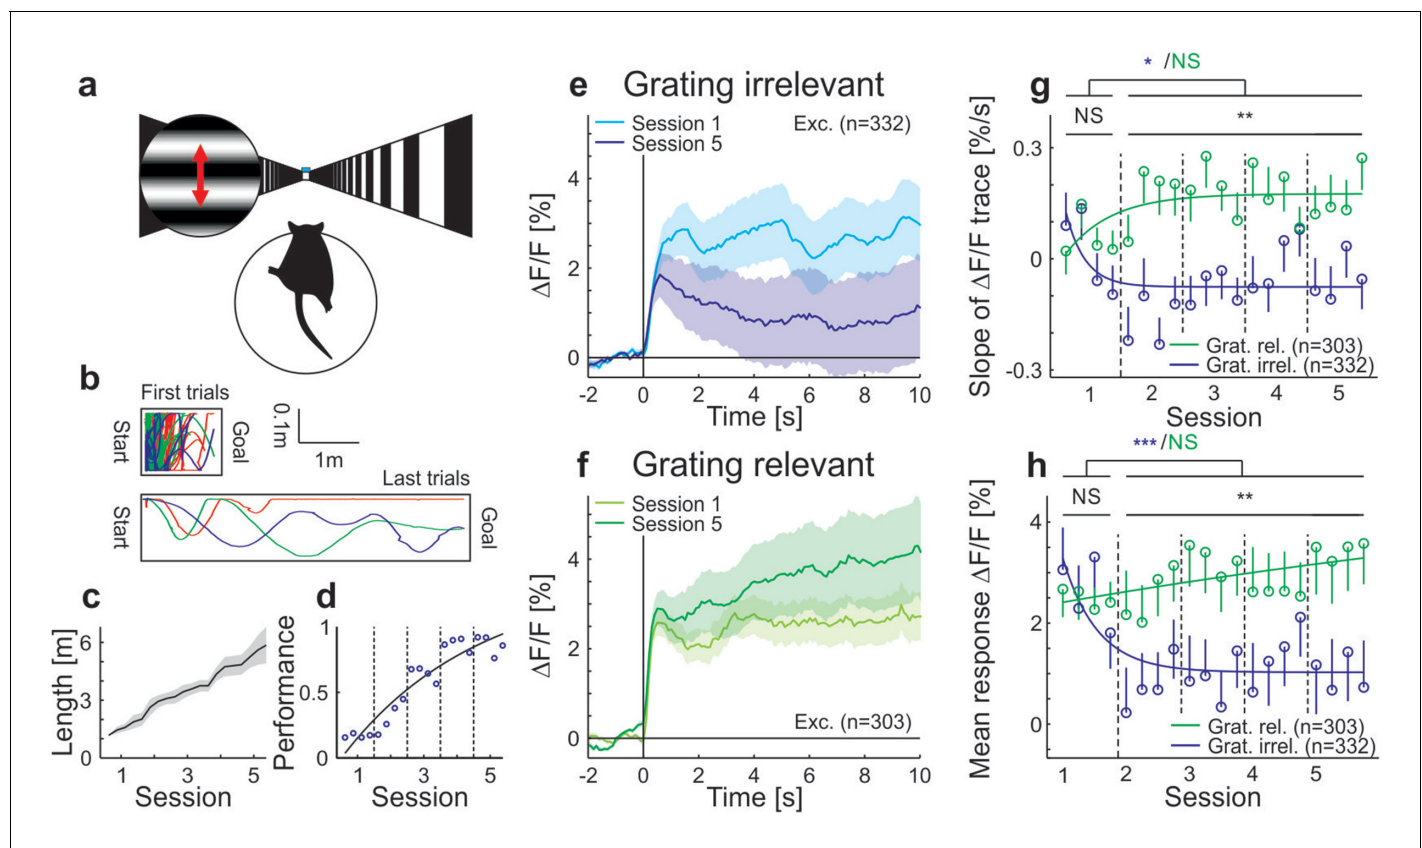 a
b
First trials
Start
Goal
0.1m
1m
Last trials
Start
Goal
c
Length [m]
6
3
0
1
3
5
Session
d
Performance
1
0.5
0
1
3
5
Session
e
Grating irrelevant
Session 1
Session 5
Exc. (n=332)
ΔF/F [%]
4
2
0
-2
0
2
4
6
8
10
Time [s]
f
Grating relevant
Session 1
Session 5
Exc. (n=303)
ΔF/F [%]
4
2
0
-2
0
2
4
6
8
10
Time [s]
g
* /NS
NS
**
Slope of ΔF/F trace [%/s]
0.3
0
-0.3
Grat. rel. (n=303)
Grat. irrel. (n=332)
1
2
3
4
5
Session
h
***/NS
NS
**
Mean response ΔF/F [%]
4
2
0
Grat. rel. (n=303)
Grat. irrel. (n=332)
1
2
3
4
5
Session